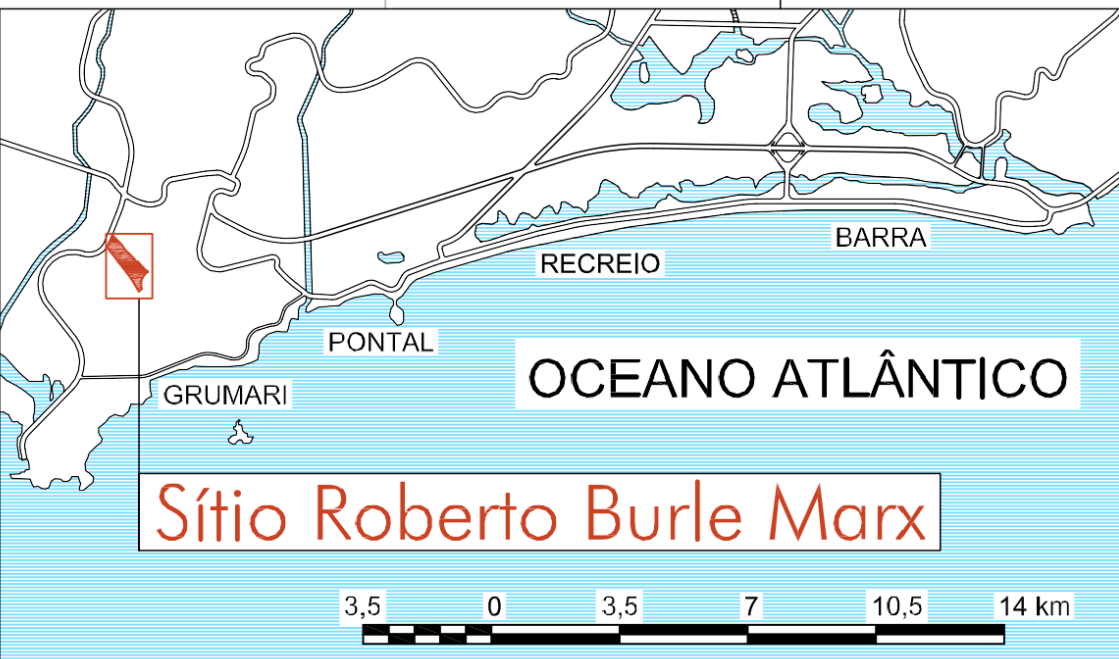 BARRA
RECREIO
PONTAL
OCEANO ATLÂNTICO
GRUMARI
Sítio Roberto Burle Marx
3,5 0 3,5 7 10,5 14 km